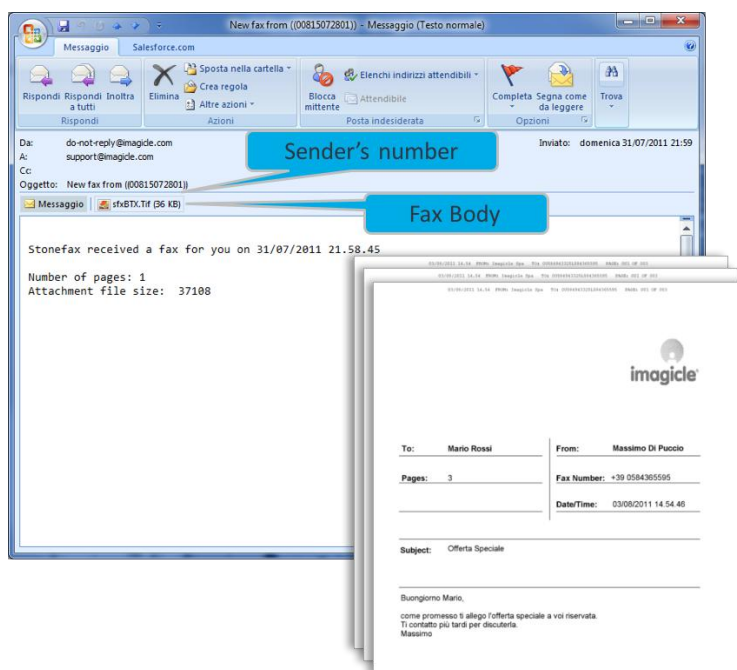 New fax from ((00815072801)) - Messaggio (Testo normale)
Messaggio
Salesforce.com
Rispondi
Rispondi a tutti
Inoltra
Rispondi
Elimina
Sposta nella cartella
Crea regola
Altre azioni
Azioni
Blocca mittente
Elenchi indirizzi attendibili
Attendibile
Posta indesiderata
Completa
Segna come da leggere
Opzioni
Trova
Da: do-not-reply@imagicle.com
Inviato: domenica 31/07/2011 21:59
A: support@imagicle.com
Cc:
Oggetto: New fax from ((00815072801))
Sender's number
Messaggio
sfxBTX.Tif (36 KB)
Fax Body
Stonefax received a fax for you on 31/07/2011 21.58.45
Number of pages: 1
Attachment file size: 37108
imagicle
To: Mario Rossi
From: Massimo Di Puccio
Pages: 3
Fax Number: +39 0584365595
Date/Time: 03/08/2011 14.54.46
Subject: Offerta Speciale
Buongiorno Mario,
come promesso ti allego l'offerta speciale a voi riservata.
Ti contatto più tardi per discuterla.
Massimo